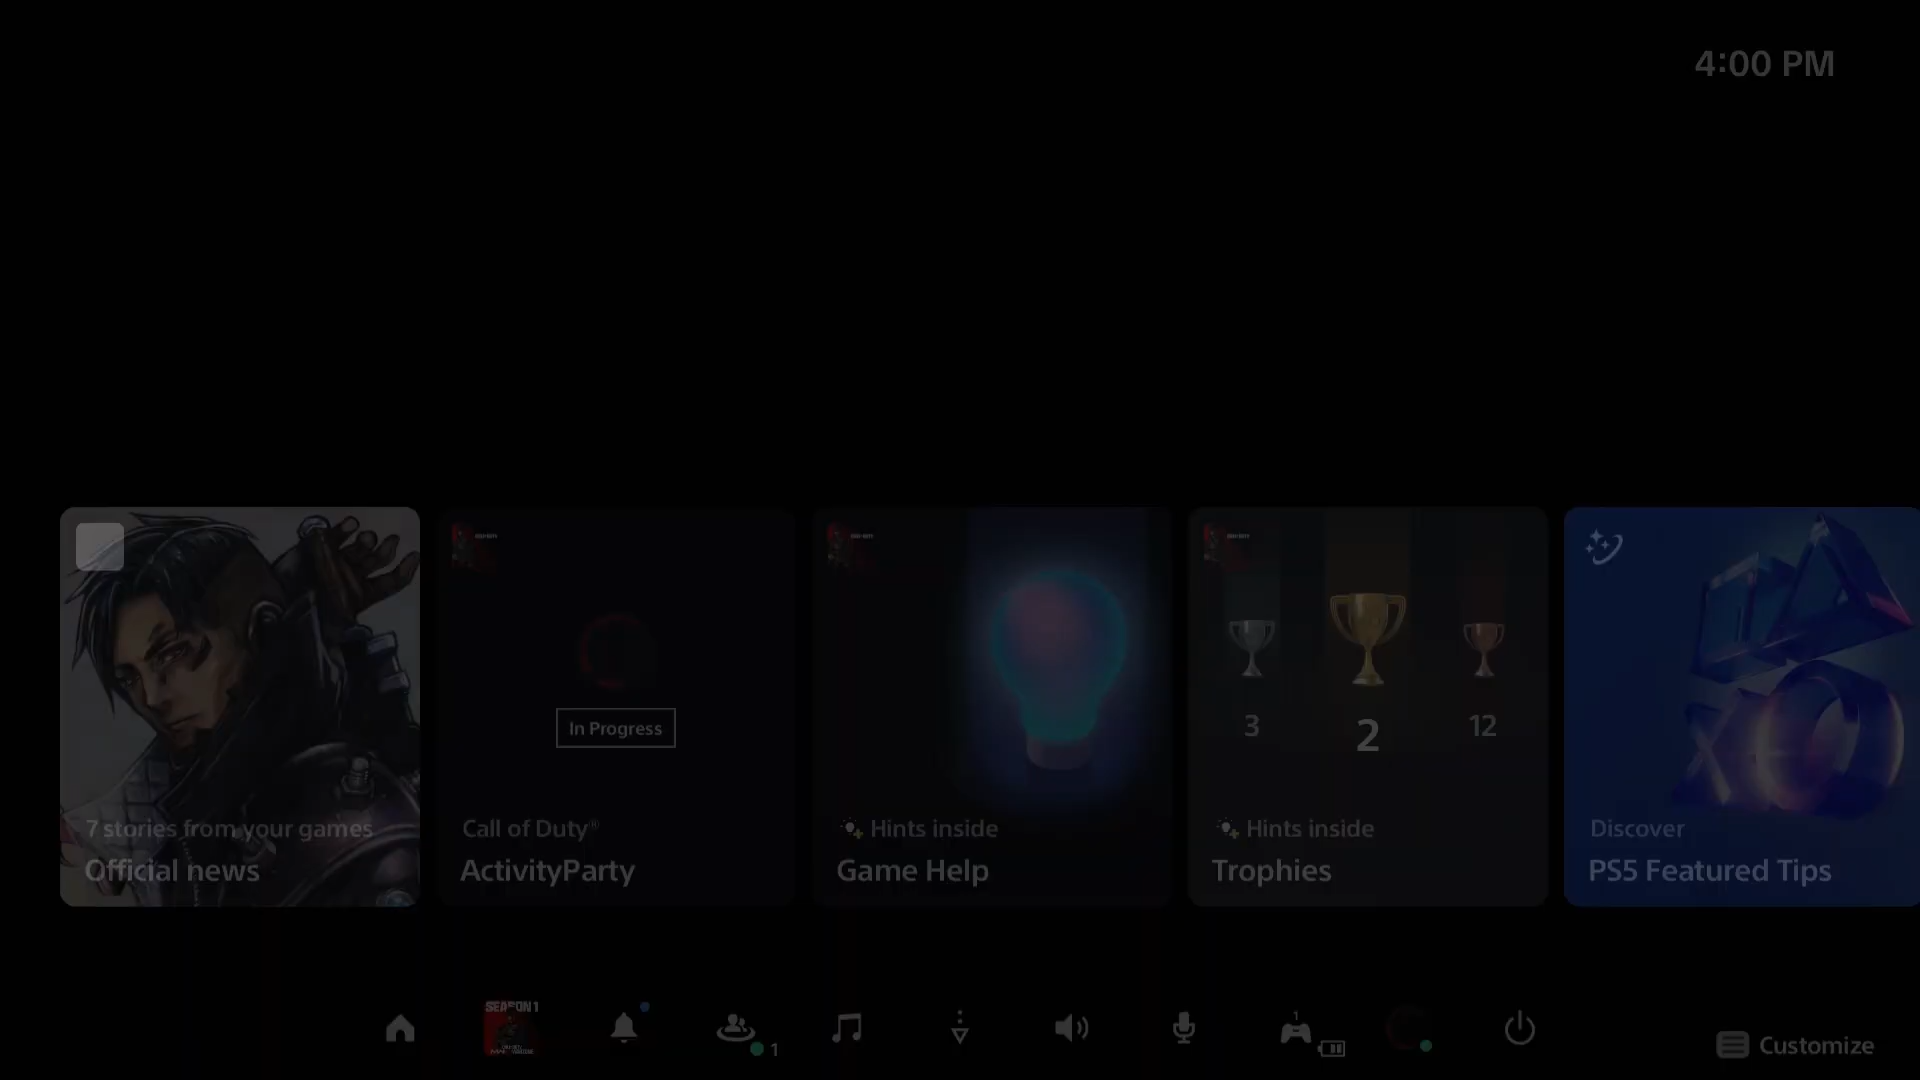 4:00 PM
7 stories from your games
Official news
In Progress
Call of Duty®
ActivityParty
Hints inside
Game Help
3
2
12
Hints inside
Trophies
Discover
PS5 Featured Tips
SEASON 1
1
1
Customize